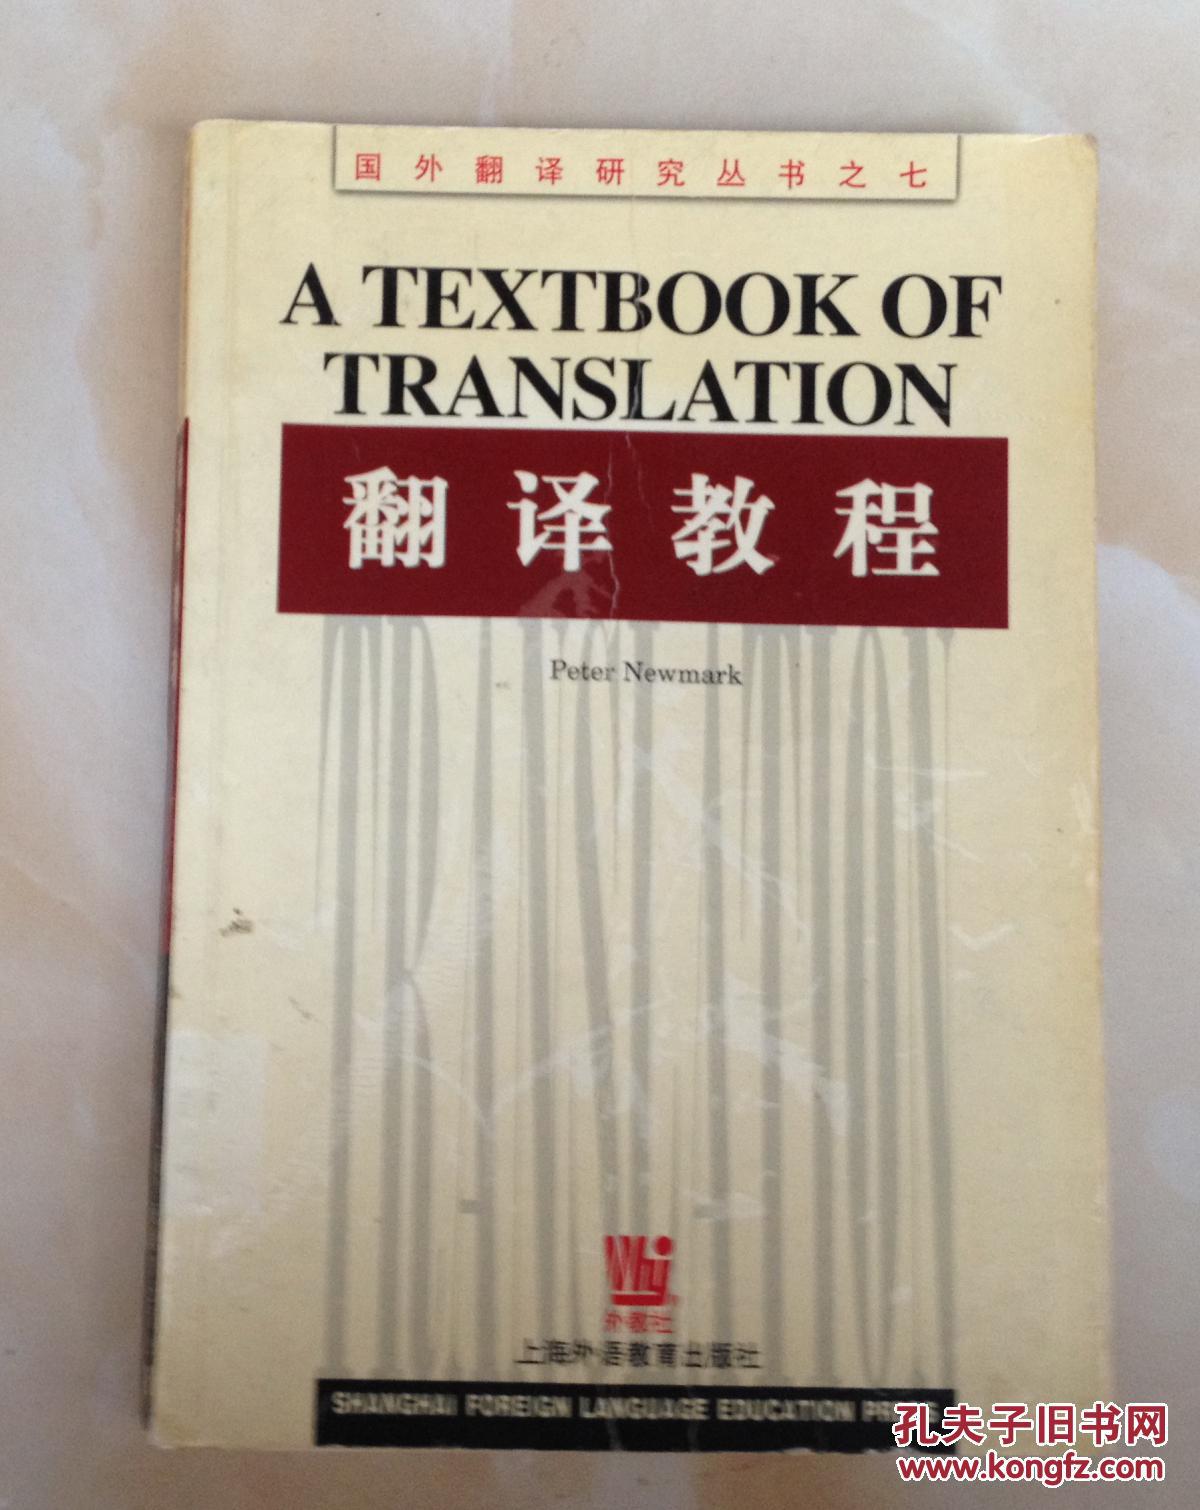 国外翻译研究丛书之七
A TEXTBOOK OF
TRANSLATION
翻译教程
Peter Newmark
Why
外教社
上海外语教育出版社
SHANGHAI FOREIGN LANGUAGE EDUCATION PRESS
孔夫子旧书网
www.kongfz.com